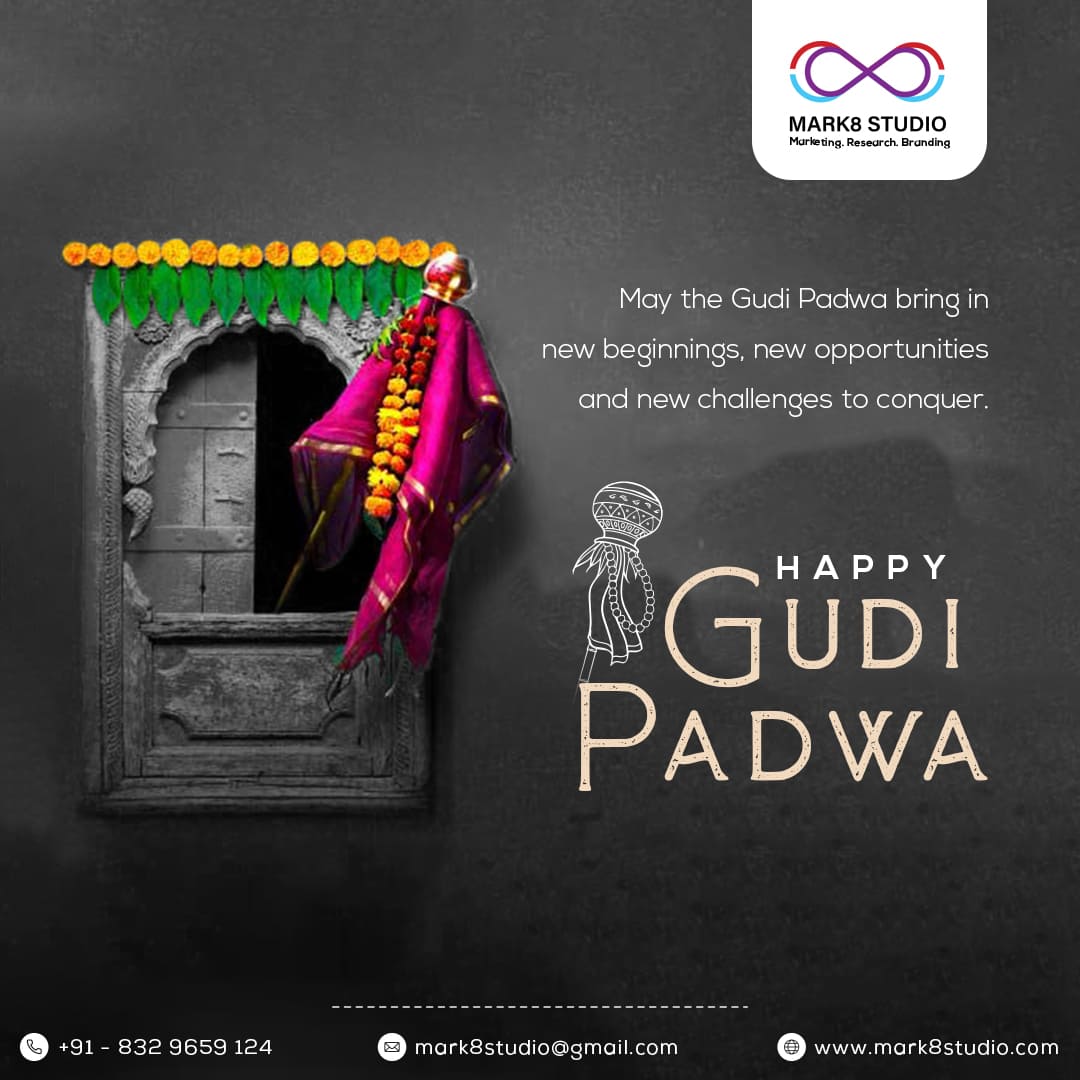 MARK8 STUDIO
Marketing. Research. Branding
May the Gudi Padwa bring in
new beginnings, new opportunities
and new challenges to conquer.
HAPPY
GUDI
PADWA
+91 - 832 9659 124
mark8studio@gmail.com
www.mark8studio.com